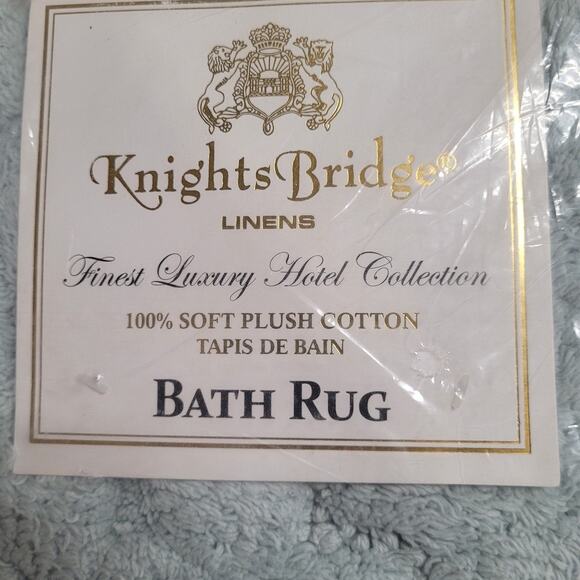 KnightsBridge®
LINENS
Finest Luxury Hotel Collection
100% SOFT PLUSH COTTON
TAPIS DE BAIN
BATH RUG